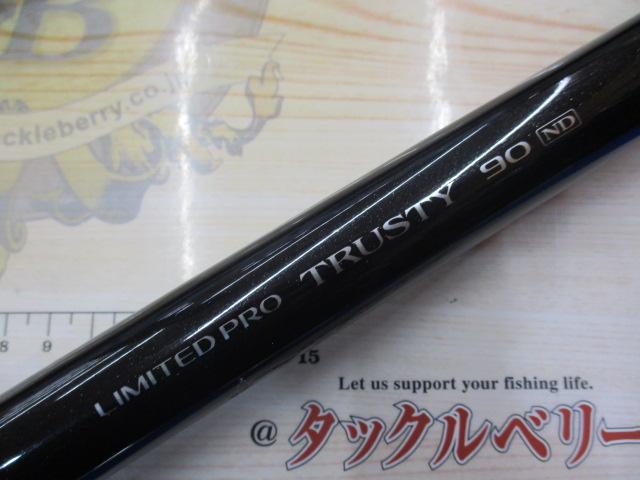 B
ckleberry.co.j
LIMITED PRO TRUSTY 90 ND
8 9 15
Let us support your fishing life.
@タックルベリー